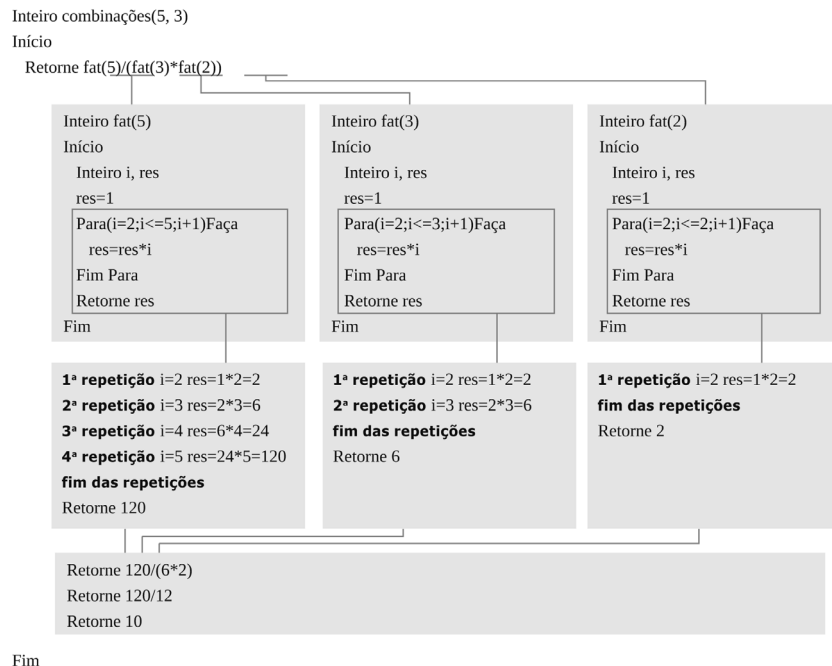 Inteiro combinações(5, 3)
Início
Retorne fat(5)/(fat(3)*fat(2))
Inteiro fat(5)
Início
Inteiro i, res
res=1
Para(i=2;i<=5;i+1)Faça
res=res*i
Fim Para
Retorne res
Fim
Inteiro fat(3)
Início
Inteiro i, res
res=1
Para(i=2;i<=3;i+1)Faça
res=res*i
Fim Para
Retorne res
Fim
Inteiro fat(2)
Início
Inteiro i, res
res=1
Para(i=2;i<=2;i+1)Faça
res=res*i
Fim Para
Retorne res
Fim
1ª repetição i=2 res=1*2=2
2ª repetição i=3 res=2*3=6
3ª repetição i=4 res=6*4=24
4ª repetição i=5 res=24*5=120
fim das repetições
Retorne 120
1ª repetição i=2 res=1*2=2
2ª repetição i=3 res=2*3=6
fim das repetições
Retorne 6
1ª repetição i=2 res=1*2=2
fim das repetições
Retorne 2
Retorne 120/(6*2)
Retorne 120/12
Retorne 10
Fim